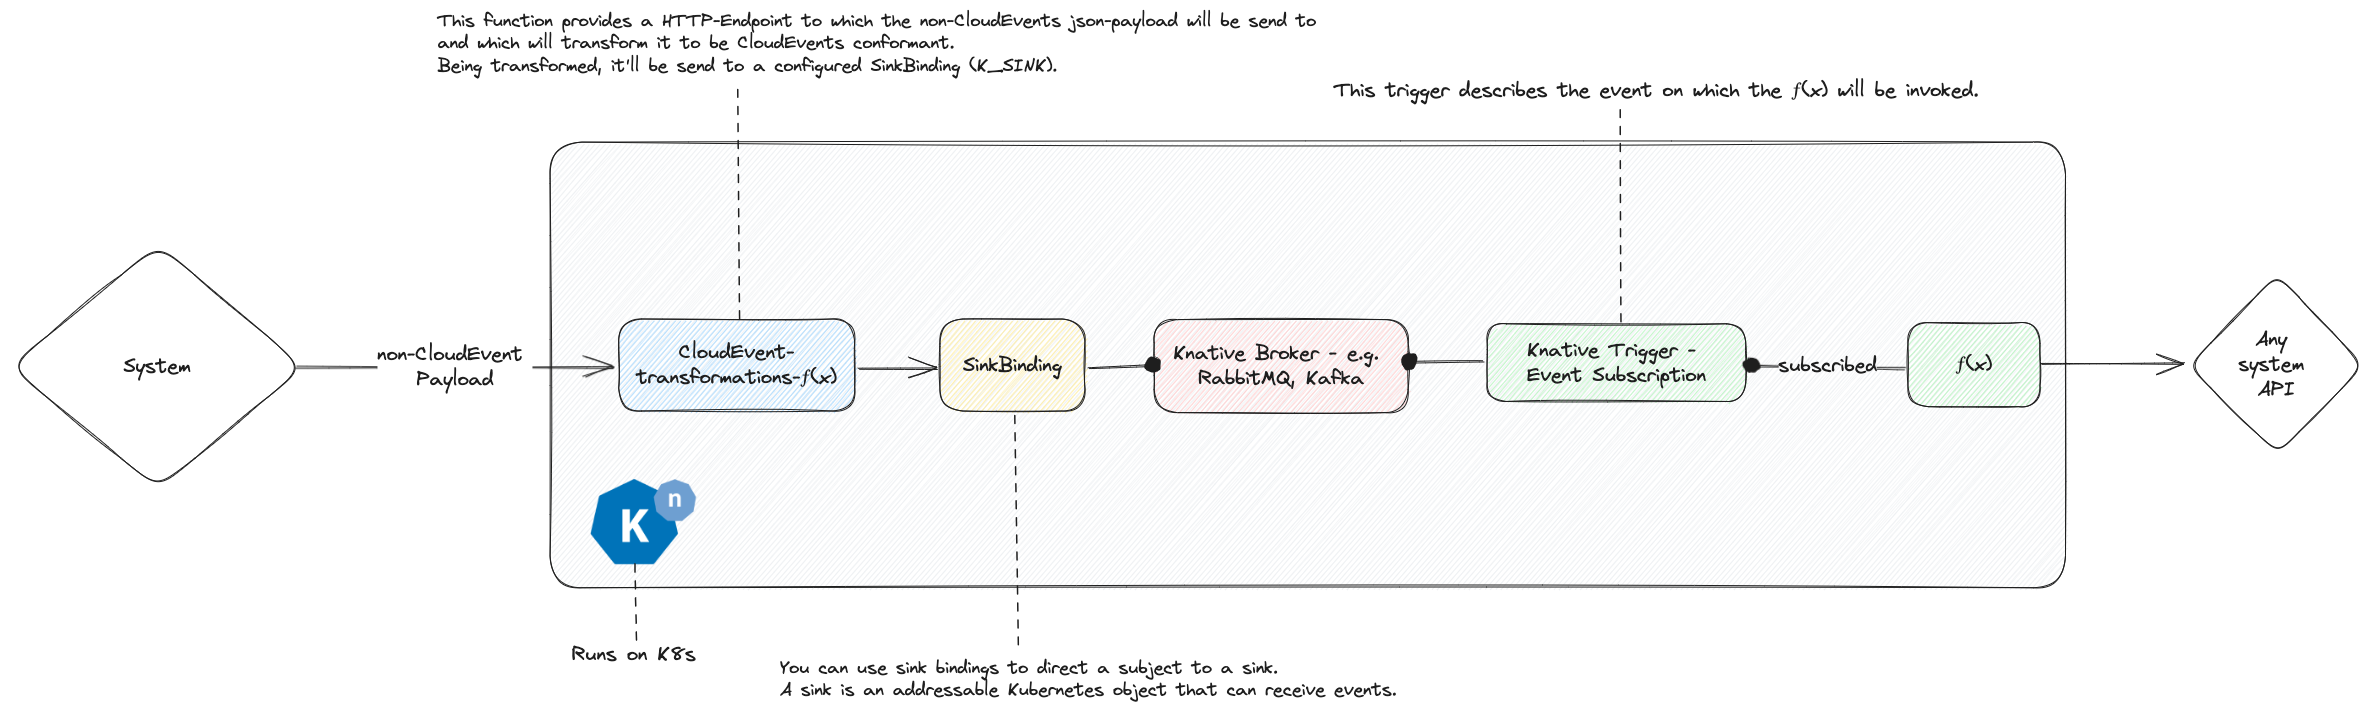 This function provides a HTTP-Endpoint to which the non-CloudEvents json-payload will be send to
and which will transform it to be CloudEvents conformant.
Being transformed, it'll be send to a configured SinkBinding (K_SINK).
This trigger describes the event on which the f(x) will be invoked.
System
non-CloudEvent
Payload
CloudEvent-
transformations-f(x)
SinkBinding
Knative Broker - e.g.
RabbitMQ, Kafka
Knative Trigger -
Event Subscription
subscribed
f(x)
Any
system
API
K
n
Runs on K8s
You can use sink bindings to direct a subject to a sink.
A sink is an addressable Kubernetes object that can receive events.